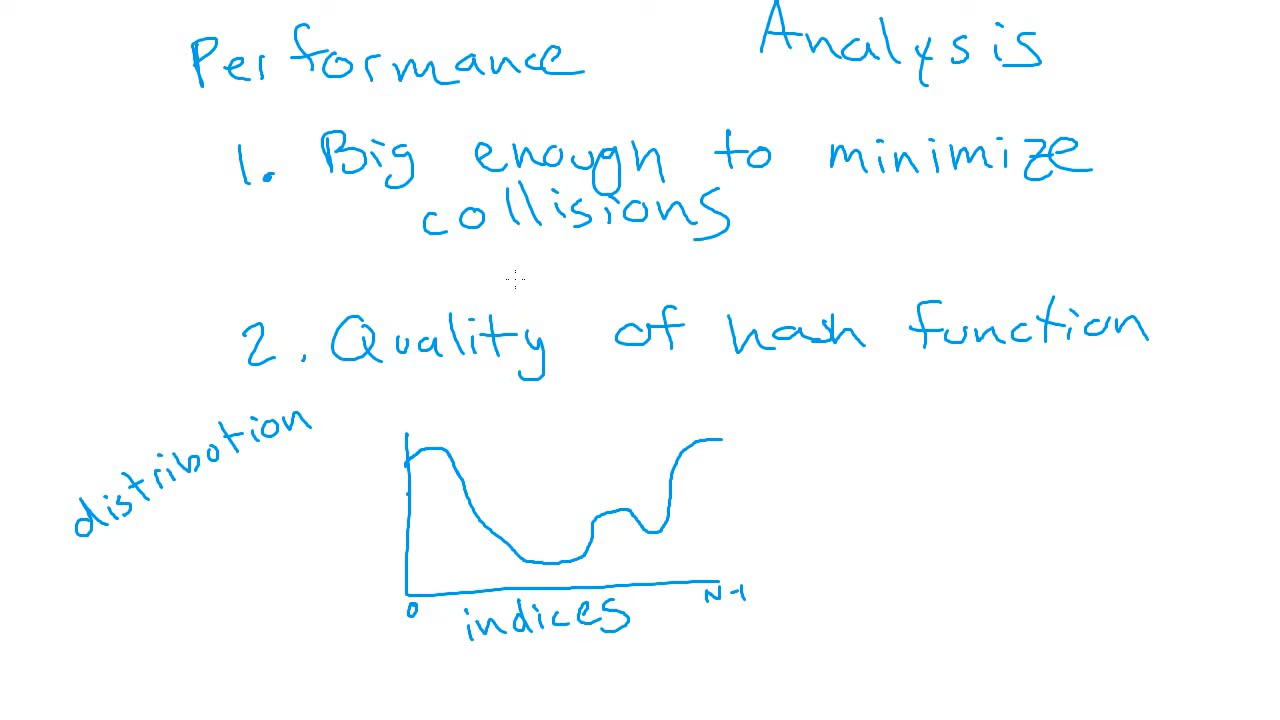 Performance Analysis
1. Big enough to minimize
collisions
2. Quality of hash function
distribution
0 indices N-1